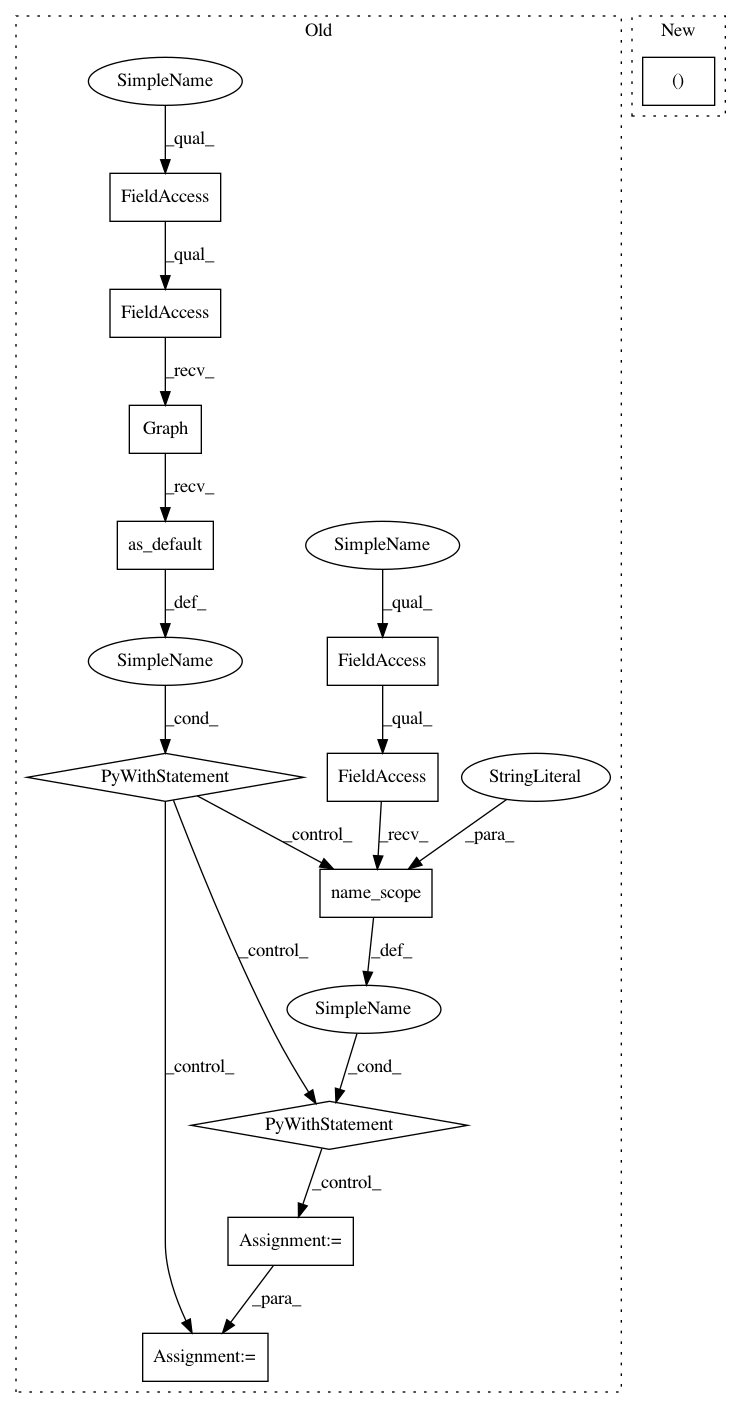 Old
New
SimpleName
()
_qual_
FieldAccess
_qual_
FieldAccess
_recv_
Graph
_recv_
as_default
SimpleName
_def_
_qual_
SimpleName
FieldAccess
_cond_
_qual_
PyWithStatement
FieldAccess
StringLiteral
_control_
_recv_
_para_
name_scope
_control_
_def_
SimpleName
_control_
_cond_
PyWithStatement
_control_
Assignment:=
_para_
Assignment:=